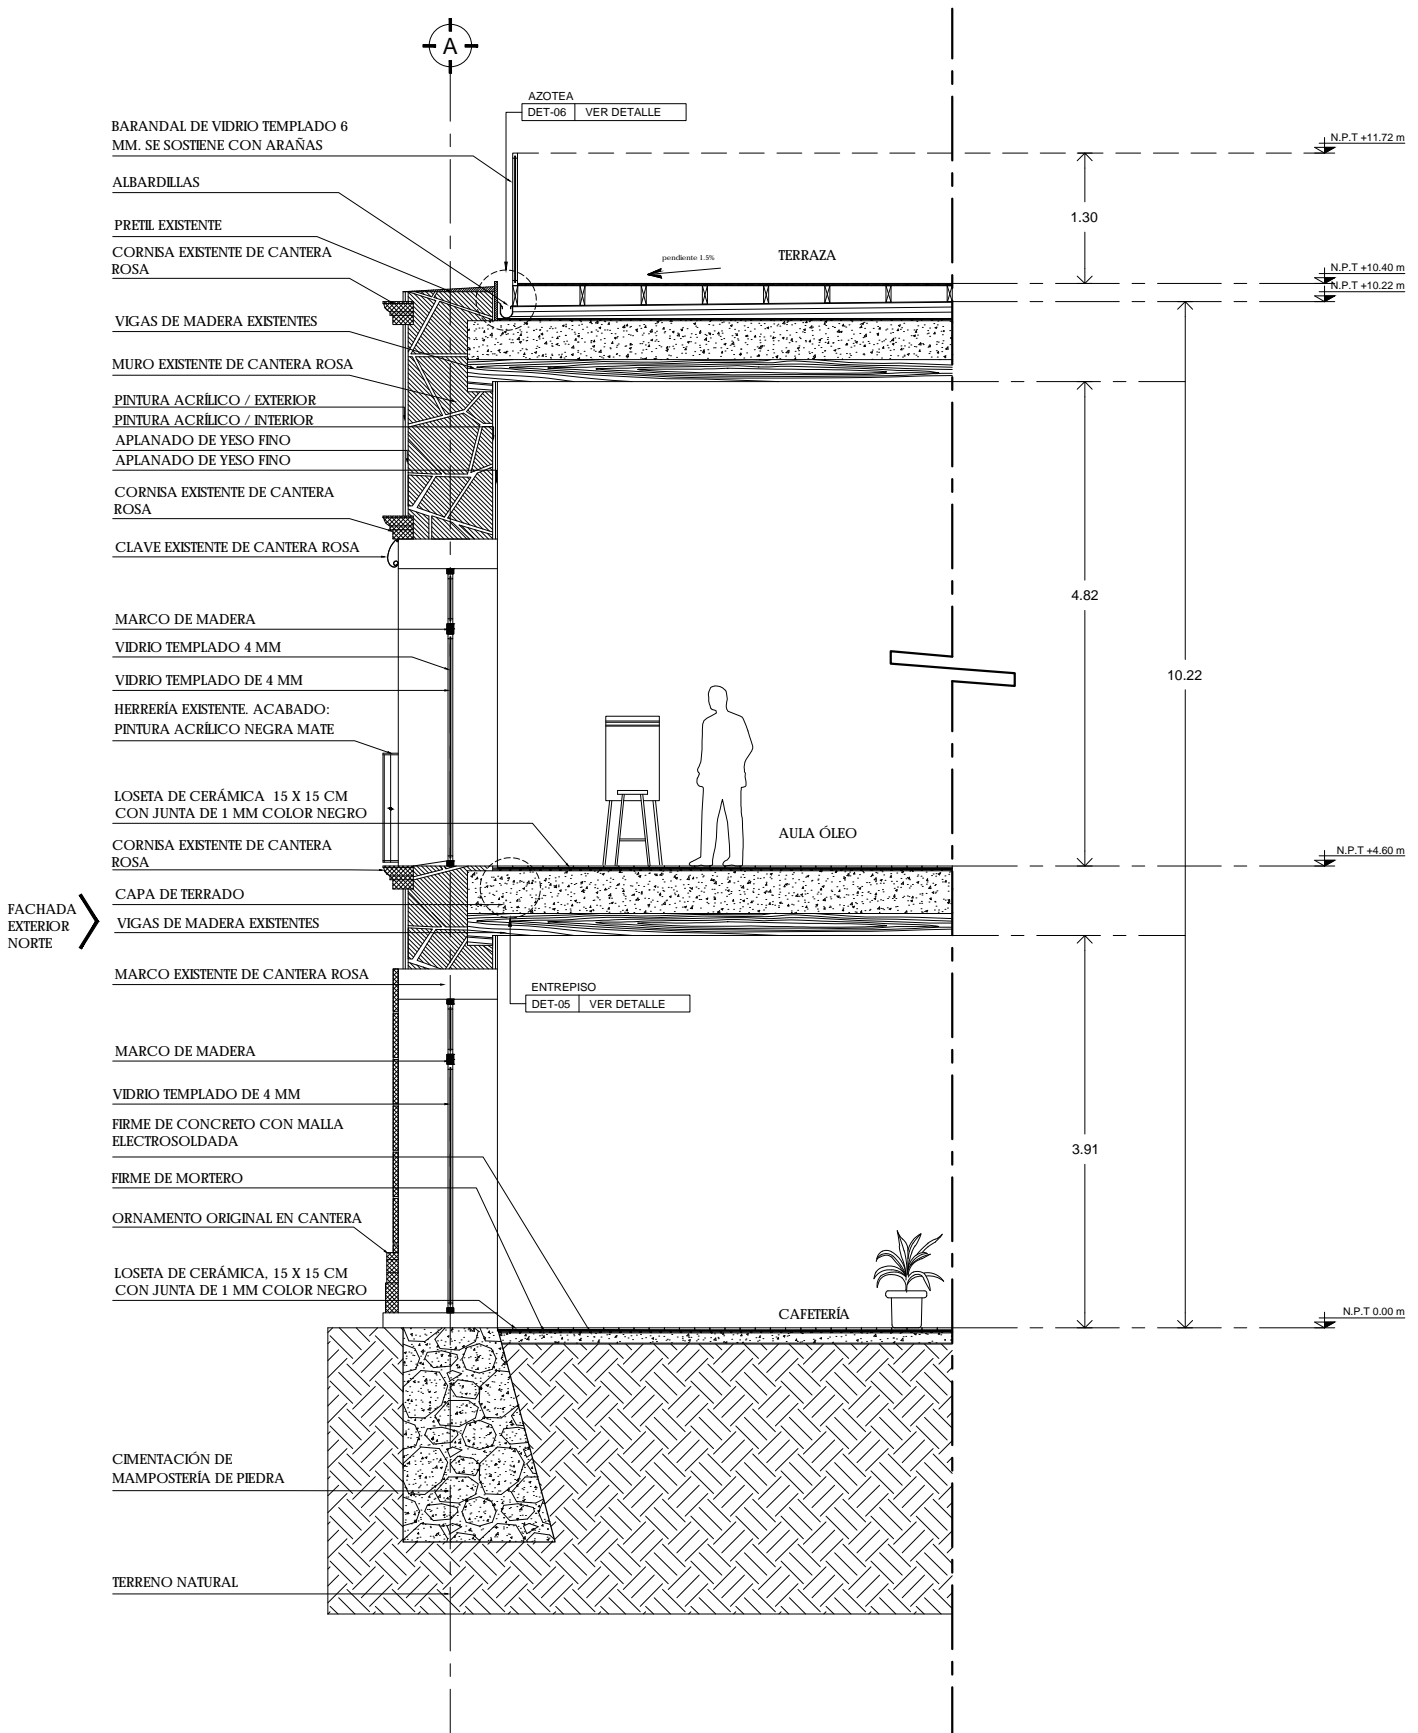 A
AZOTEA
DET-06 VER DETALLE
BARANDAL DE VIDRIO TEMPLADO 6
MM. SE SOSTIENE CON ARAÑAS
ALBARDILLAS
PRETIL EXISTENTE
CORNISA EXISTENTE DE CANTERA
ROSA
VIGAS DE MADERA EXISTENTES
MURO EXISTENTE DE CANTERA ROSA
PINTURA ACRÍLICO / EXTERIOR
PINTURA ACRÍLICO / INTERIOR
APLANADO DE YESO FINO
APLANADO DE YESO FINO
CORNISA EXISTENTE DE CANTERA
ROSA
CLAVE EXISTENTE DE CANTERA ROSA
MARCO DE MADERA
VIDRIO TEMPLADO 4 MM
VIDRIO TEMPLADO DE 4 MM
HERRERÍA EXISTENTE. ACABADO:
PINTURA ACRÍLICO NEGRA MATE
LOSETA DE CERÁMICA 15 X 15 CM
CON JUNTA DE 1 MM COLOR NEGRO
CORNISA EXISTENTE DE CANTERA
ROSA
CAPA DE TERRADO
VIGAS DE MADERA EXISTENTES
FACHADA
EXTERIOR
NORTE
MARCO EXISTENTE DE CANTERA ROSA
MARCO DE MADERA
VIDRIO TEMPLADO DE 4 MM
FIRME DE CONCRETO CON MALLA
ELECTROSOLDADA
FIRME DE MORTERO
ORNAMENTO ORIGINAL EN CANTERA
LOSETA DE CERÁMICA, 15 X 15 CM
CON JUNTA DE 1 MM COLOR NEGRO
CIMENTACIÓN DE
MAMPOSTERÍA DE PIEDRA
TERRENO NATURAL
pendiente 1.5%
TERRAZA
AULA ÓLEO
ENTREPISO
DET-05 VER DETALLE
CAFETERÍA
1.30
4.82
10.22
3.91
N.P.T +11.72 m
N.P.T +10.40 m
N.P.T +10.22 m
N.P.T +4.60 m
N.P.T 0.00 m